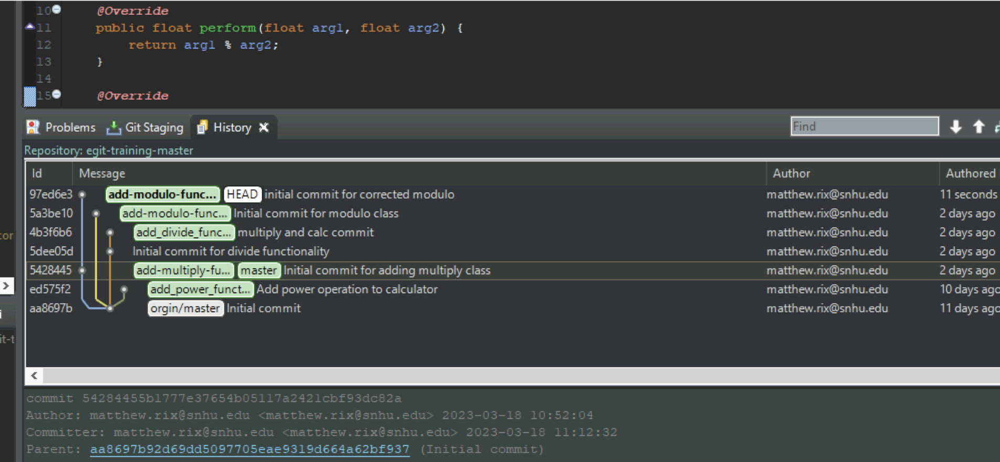 10 @Override
11 public float perform(float arg1, float arg2) {
12 return arg1 % arg2;
13 }
14
15 @Override
Problems Git Staging History Find
Repository: egit-training-master
Id Message Author Authored
97ed6e3 add-modulo-func... HEAD initial commit for corrected modulo matthew.rix@snhu.edu 11 seconds
5a3be10 add-modulo-func... Initial commit for modulo class matthew.rix@snhu.edu 2 days ago
4b3f6b6 add_divide_func... multiply and calc commit matthew.rix@snhu.edu 2 days ago
tor
5dee05d Initial commit for divide functionality matthew.rix@snhu.edu 2 days ago
5428445 add-multiply-fu... master Initial commit for adding multiply class matthew.rix@snhu.edu 2 days ago
ed575f2 add_power_funct... Add power operation to calculator matthew.rix@snhu.edu 10 days ago
aa8697b orgin/master Initial commit matthew.rix@snhu.edu 11 days ago
it-t
commit 54284455b1777e37654b05117a2421cbf93dc82a
Author: matthew.rix@snhu.edu <matthew.rix@snhu.edu> 2023-03-18 10:52:04
Committer: matthew.rix@snhu.edu <matthew.rix@snhu.edu> 2023-03-18 11:12:32
Parent: aa8697b92d69dd5097705eae9319d664a62bf937 (Initial commit)